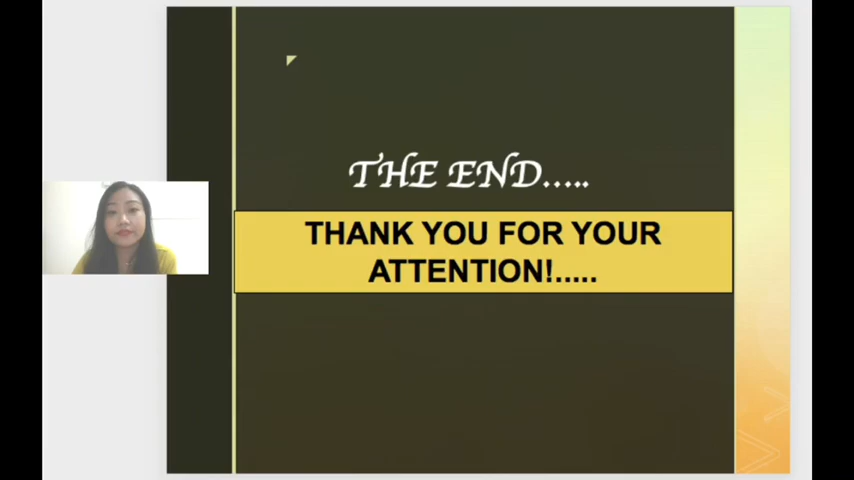 THE END.....
THANK YOU FOR YOUR
ATTENTION!.....